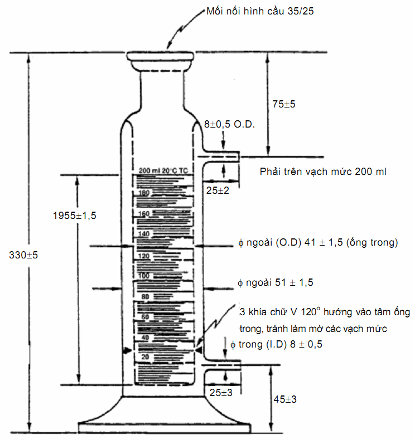 Mối nối hình cầu 35/25
75±5
8±0,5 O.D.
200 ml 20°C TC
Phải trên vạch mức 200 ml
25±2
180
160
1955±1,5
140
ϕ ngoài (O.D) 41 ± 1,5 (ống trong)
120
330±5
100
ϕ ngoài 51 ± 1,5
80
60
3 khía chữ V 120° hướng vào tâm ống
trong, tránh làm mờ các vạch mức
40
ϕ trong (I.D) 8 ± 0,5
20
25±3
45±3